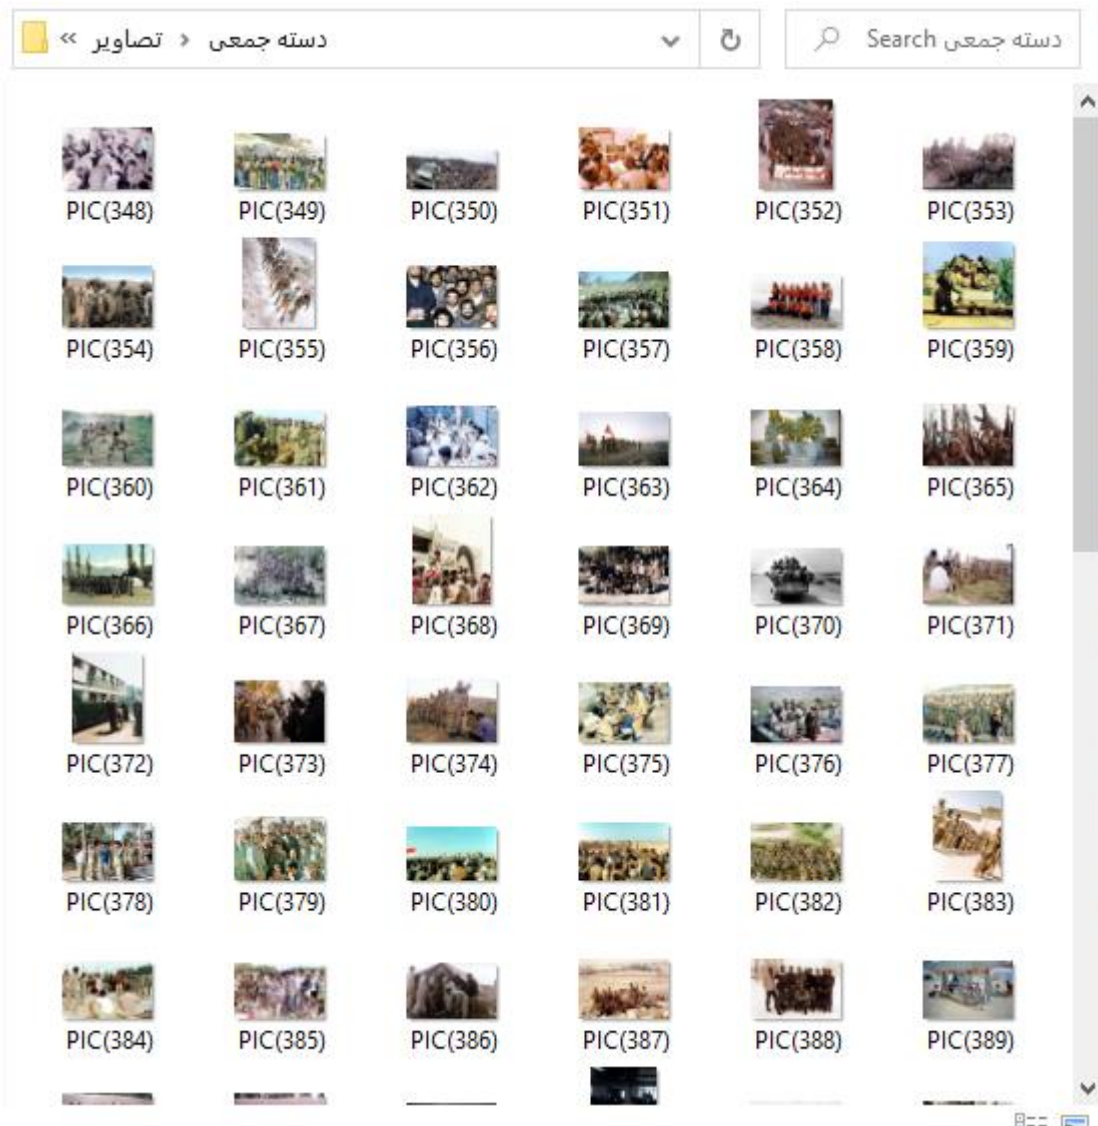 » تصاویر › دسته جمعی
Search دسته جمعی
PIC(348) PIC(349) PIC(350) PIC(351) PIC(352) PIC(353)
PIC(354) PIC(355) PIC(356) PIC(357) PIC(358) PIC(359)
PIC(360) PIC(361) PIC(362) PIC(363) PIC(364) PIC(365)
PIC(366) PIC(367) PIC(368) PIC(369) PIC(370) PIC(371)
PIC(372) PIC(373) PIC(374) PIC(375) PIC(376) PIC(377)
PIC(378) PIC(379) PIC(380) PIC(381) PIC(382) PIC(383)
PIC(384) PIC(385) PIC(386) PIC(387) PIC(388) PIC(389)